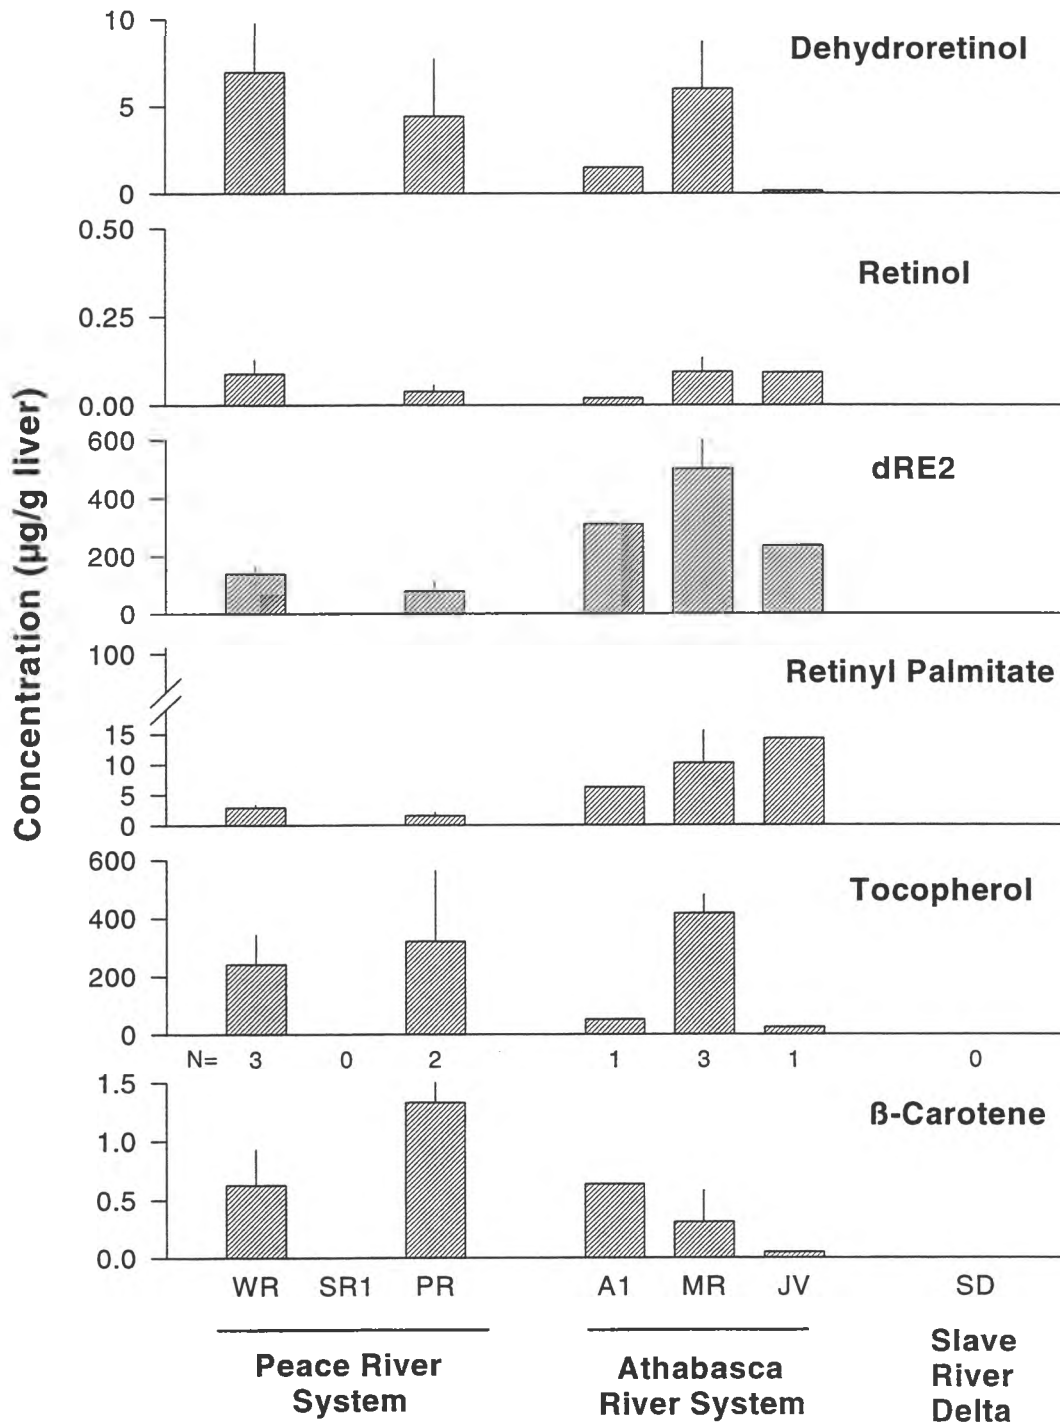 Concentration (µg/g liver)
10
5
0
Dehydroretinol
0.50
0.25
0.00
Retinol
600
400
200
0
dRE2
100
15
10
5
0
Retinyl Palmitate
600
400
200
0
Tocopherol
N= 3 0 2 1 3 1 0
1.5
1.0
0.5
0.0
ß-Carotene
WR SR1 PR A1 MR JV SD
Peace River
System
Athabasca
River System
Slave
River
Delta